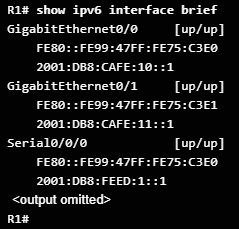 R1# show ipv6 interface brief
GigabitEthernet0/0 [up/up]
FE80::FE99:47FF:FE75:C3E0
2001:DB8:CAFE:10::1
GigabitEthernet0/1 [up/up]
FE80::FE99:47FF:FE75:C3E1
2001:DB8:CAFE:11::1
Serial0/0/0 [up/up]
FE80::FE99:47FF:FE75:C3E0
2001:DB8:FEED:1::1
<output omitted>
R1#